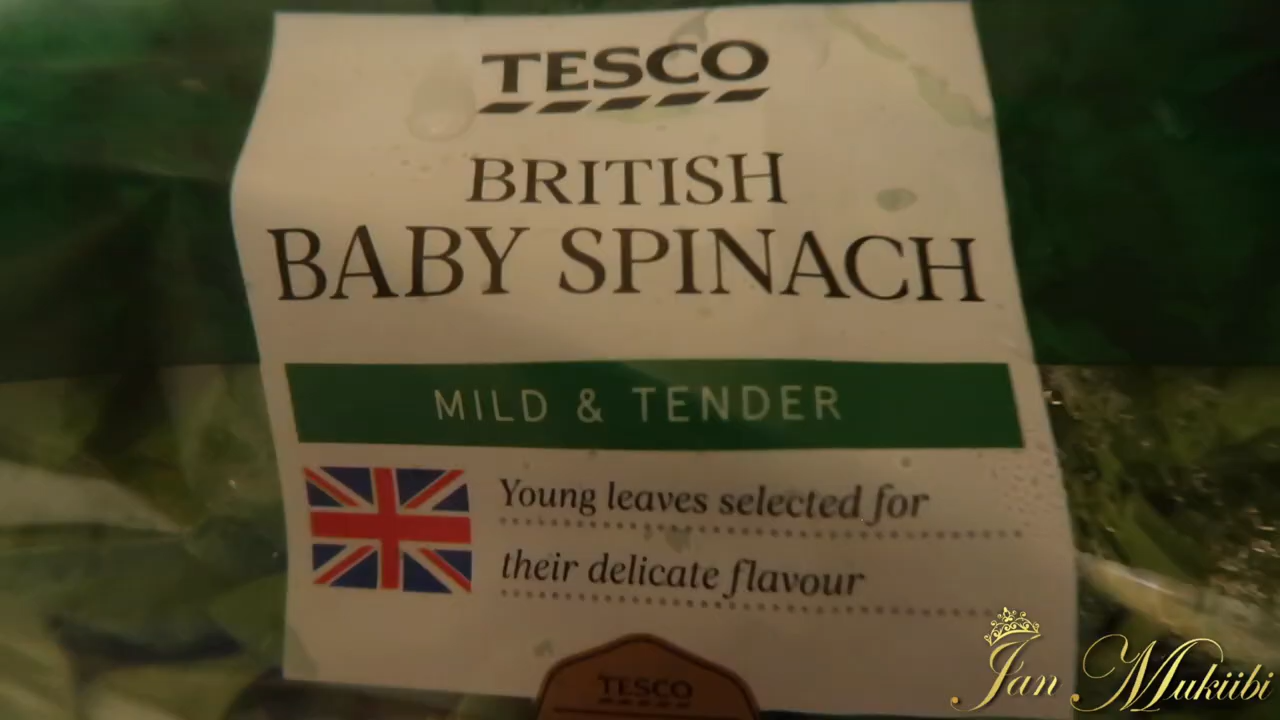 TESCO
BRITISH
BABY SPINACH
MILD & TENDER
Young leaves selected for
their delicate flavour
TESCO
Jan Mukiibi